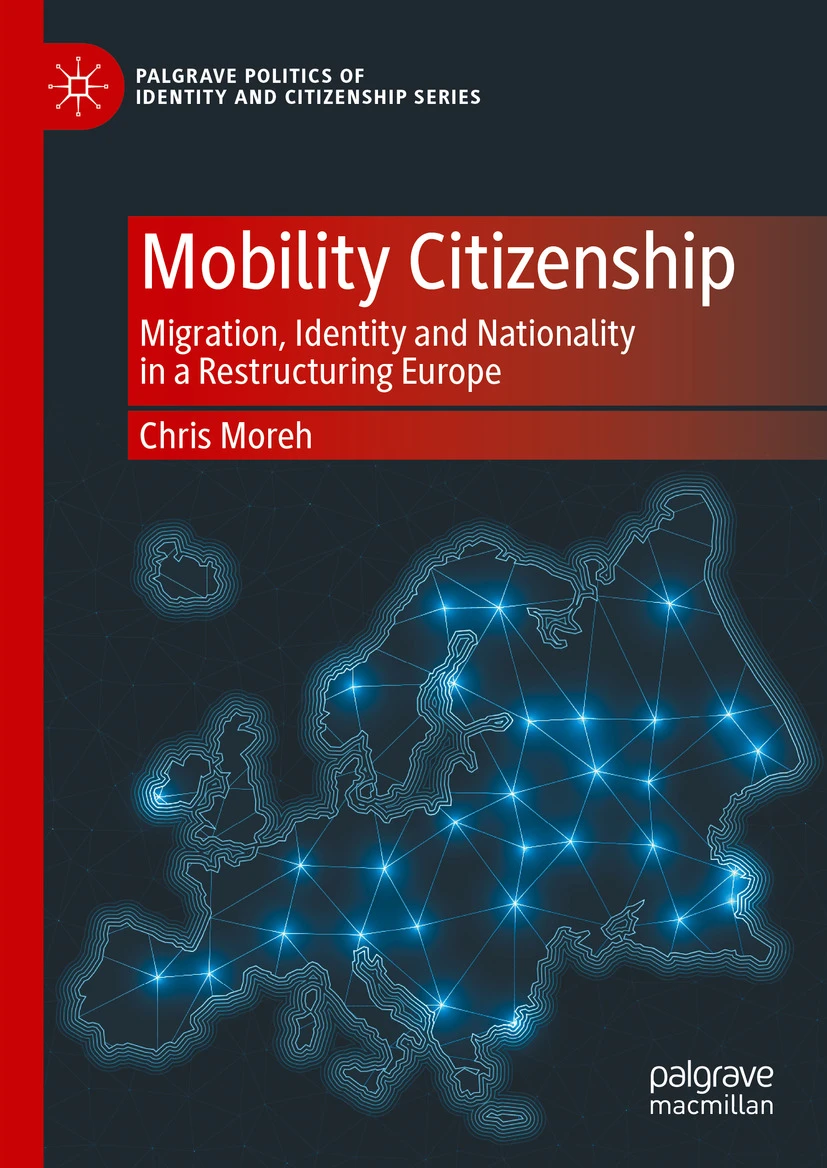 PALGRAVE POLITICS OF
IDENTITY AND CITIZENSHIP SERIES
Mobility Citizenship
Migration, Identity and Nationality
in a Restructuring Europe
Chris Moreh
palgrave
macmillan